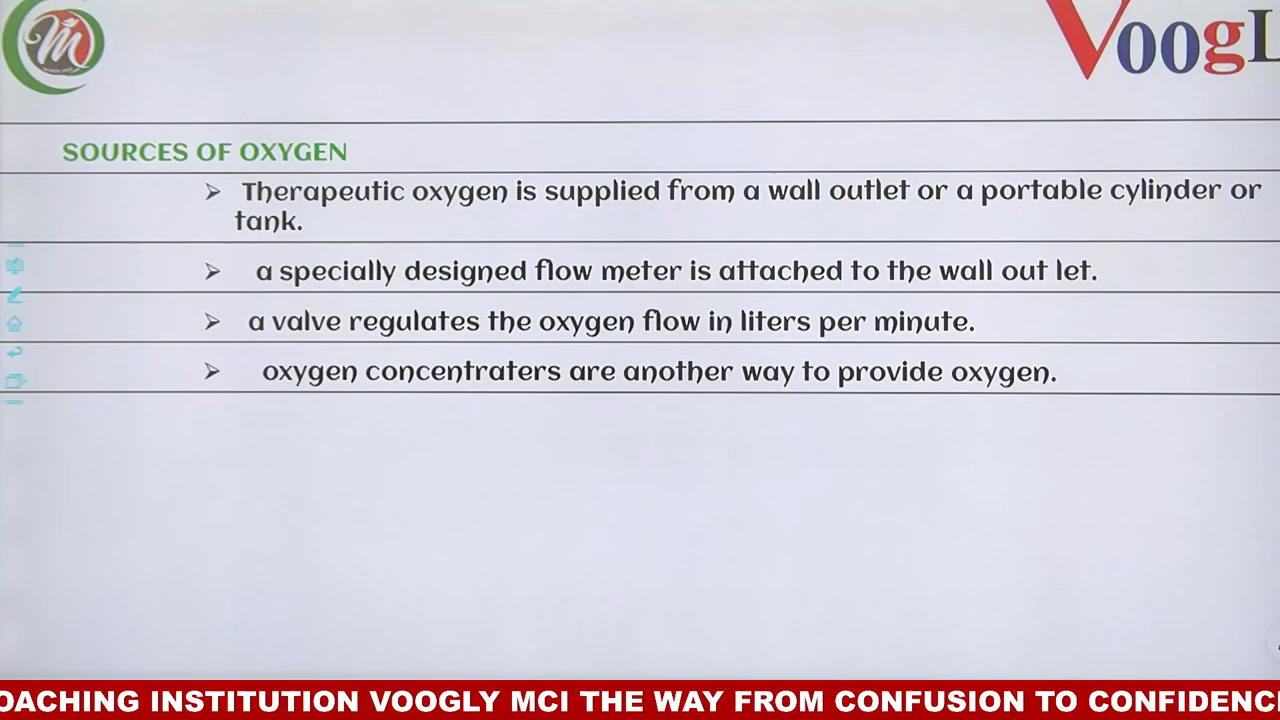 VoogL
SOURCES OF OXYGEN
➢ Therapeutic oxygen is supplied from a wall outlet or a portable cylinder or
tank.
➢ a specially designed flow meter is attached to the wall out let.
➢ a valve regulates the oxygen flow in liters per minute.
➢ oxygen concentraters are another way to provide oxygen.
OACHING INSTITUTION VOOGLY MCI THE WAY FROM CONFUSION TO CONFIDENC